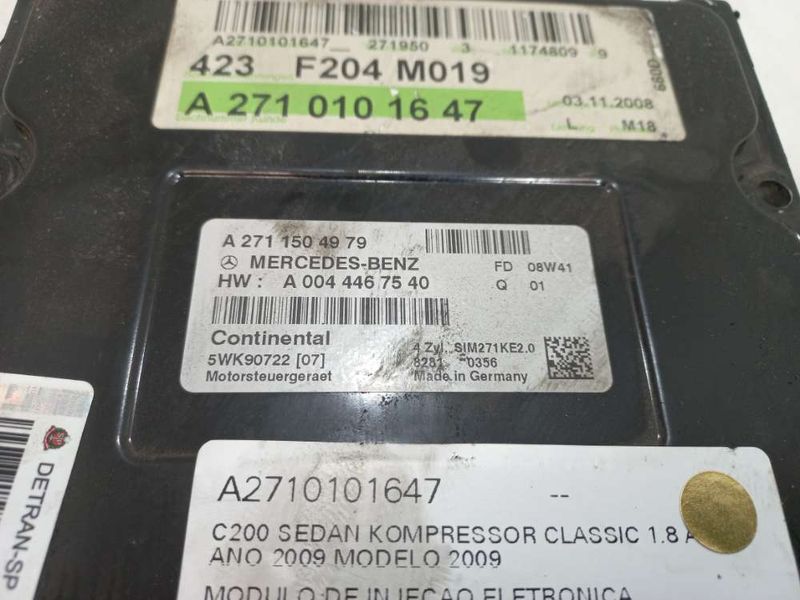 A2710101647 271950 3 1174809 9
423 F204 M019
680D
A 271 010 16 47
03.11.2008
L M18
A 271 150 49 79
MERCEDES-BENZ
FD 08W41
HW : A 004 446 75 40
Q 01
Continental
5WK90722 [07]
4 Zyl. SIM271KE2.0
8281 0356
Motorsteuergeraet
Made in Germany
DETRAN-SP
A2710101647 --
C200 SEDAN KOMPRESSOR CLASSIC 1.8 A
ANO 2009 MODELO 2009
MODULO DE INJECAO ELETRONICA